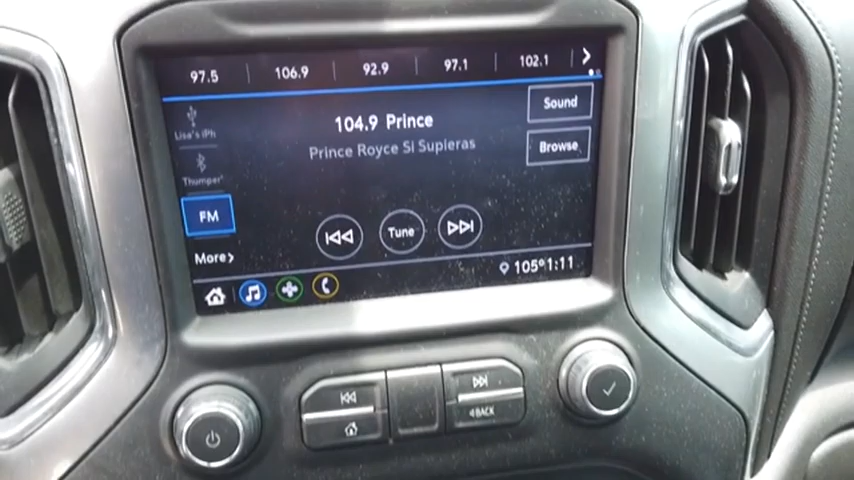 97.5 106.9 92.9 97.1 102.1
Lise's iPh
Thumper'
FM
More
104.9 Prince
Prince Royce Si Supieras
Sound
Browse
Tune
105° 1:11
BACK